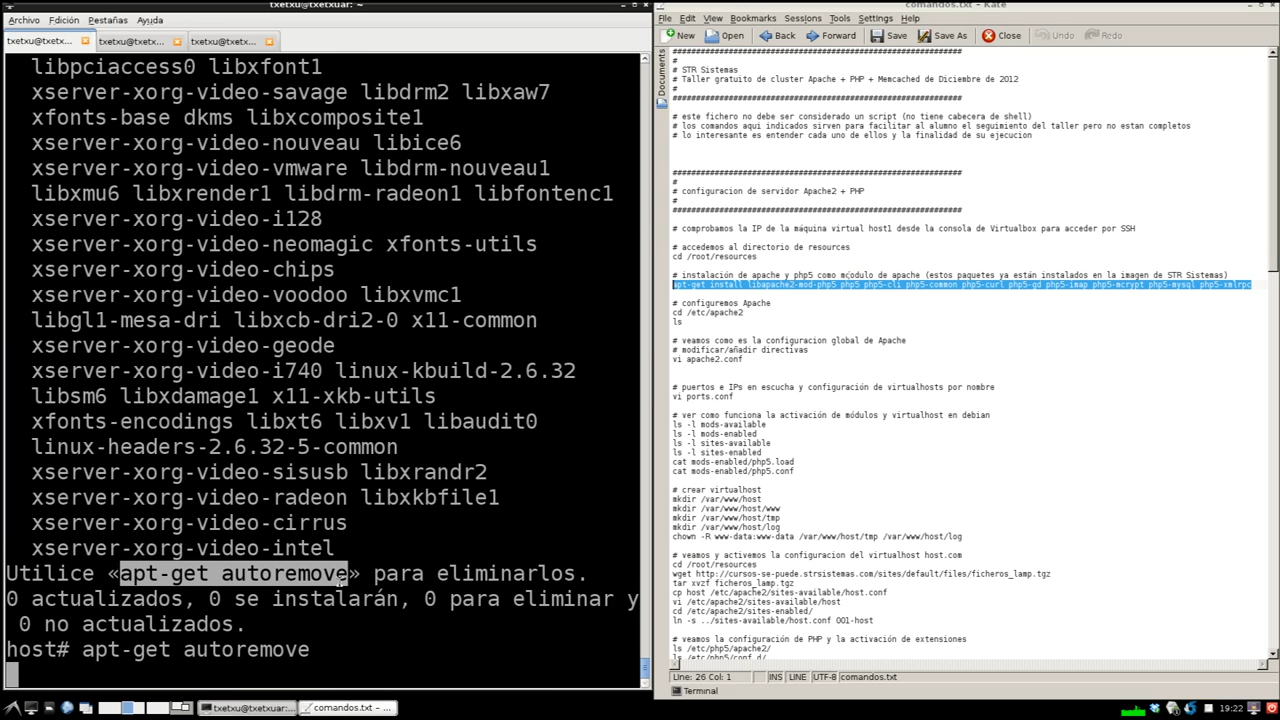 txetxu@txetxuar: ~
Archivo Edición Pestañas Ayuda
txetxu@txetx... txetxu@txetx... txetxu@txetx...
libpciaccess0 libxfont1
xserver-xorg-video-savage libdrm2 libxaw7
xfonts-base dkms libxcomposite1
xserver-xorg-video-nouveau libice6
xserver-xorg-video-vmware libdrm-nouveau1
libxmu6 libxrender1 libdrm-radeon1 libfontenc1
xserver-xorg-video-i128
xserver-xorg-video-neomagic xfonts-utils
xserver-xorg-video-chips
xserver-xorg-video-voodoo libxvmc1
libgl1-mesa-dri libxcb-dri2-0 x11-common
xserver-xorg-video-geode
xserver-xorg-video-i740 linux-kbuild-2.6.32
libsm6 libxdamage1 x11-xkb-utils
xfonts-encodings libxt6 libxv1 libaudit0
linux-headers-2.6.32-5-common
xserver-xorg-video-sisusb libxrandr2
xserver-xorg-video-radeon libxkbfile1
xserver-xorg-video-cirrus
xserver-xorg-video-intel
Utilice «apt-get autoremove» para eliminarlos.
0 actualizados, 0 se instalarán, 0 para eliminar y
0 no actualizados.
host# apt-get autoremove
comandos.txt - Kate
File Edit View Bookmarks Sessions Tools Settings Help
New Open Back Forward Save Save As Close Undo Redo
Documents
##############################################################
#
# STR Sistemas
# Taller gratuito de cluster Apache + PHP + Memcached de Diciembre de 2012
#
##############################################################
# este fichero no debe ser considerado un script (no tiene cabecera de shell)
# los comandos aqui indicados sirven para facilitar al alumno el seguimiento del taller pero no estan completos
# lo interesante es entender cada uno de ellos y la finalidad de su ejecucion
##############################################################
#
# configuracion de servidor Apache2 + PHP
#
##############################################################
# comprobamos la IP de la máquina virtual host1 desde la consola de Virtualbox para acceder por SSH
# accedemos al directorio de resources
cd /root/resources
# instalación de apache y php5 como módulo de apache (estos paquetes ya están instalados en la imagen de STR Sistemas)
apt-get install libapache2-mod-php5 php5 php5-cli php5-common php5-curl php5-gd php5-imap php5-mcrypt php5-mysql php5-xmlrpc
# configuremos Apache
cd /etc/apache2
ls
# veamos como es la configuracion global de Apache
# modificar/añadir directivas
vi apache2.conf
# puertos e IPs en escucha y configuración de virtualhosts por nombre
vi ports.conf
# ver como funciona la activación de módulos y virtualhost en debian
ls -l mods-available
ls -l mods-enabled
ls -l sites-available
ls -l sites-enabled
cat mods-enabled/php5.load
cat mods-enabled/php5.conf
# crear virtualhost
mkdir /var/www/host
mkdir /var/www/host/www
mkdir /var/www/host/tmp
mkdir /var/www/host/log
chown -R www-data:www-data /var/www/host/tmp /var/www/host/log
# veamos y activemos la configuracion del virtualhost host.com
cd /root/resources
wget http://cursos-se-puede.strsistemas.com/sites/default/files/ficheros_lamp.tgz
tar xvzf ficheros_lamp.tgz
cp host /etc/apache2/sites-available/host.conf
vi /etc/apache2/sites-available/host
cd /etc/apache2/sites-enabled/
ln -s ../sites-available/host.conf 001-host
# veamos la configuración de PHP y la activación de extensiones
ls /etc/php5/apache2/
ls /etc/php5/conf.d/
Line: 26 Col: 1 INS LINE UTF-8 comandos.txt
Terminal
txetxu@txetxuar: ... comandos.txt – ... 19:22